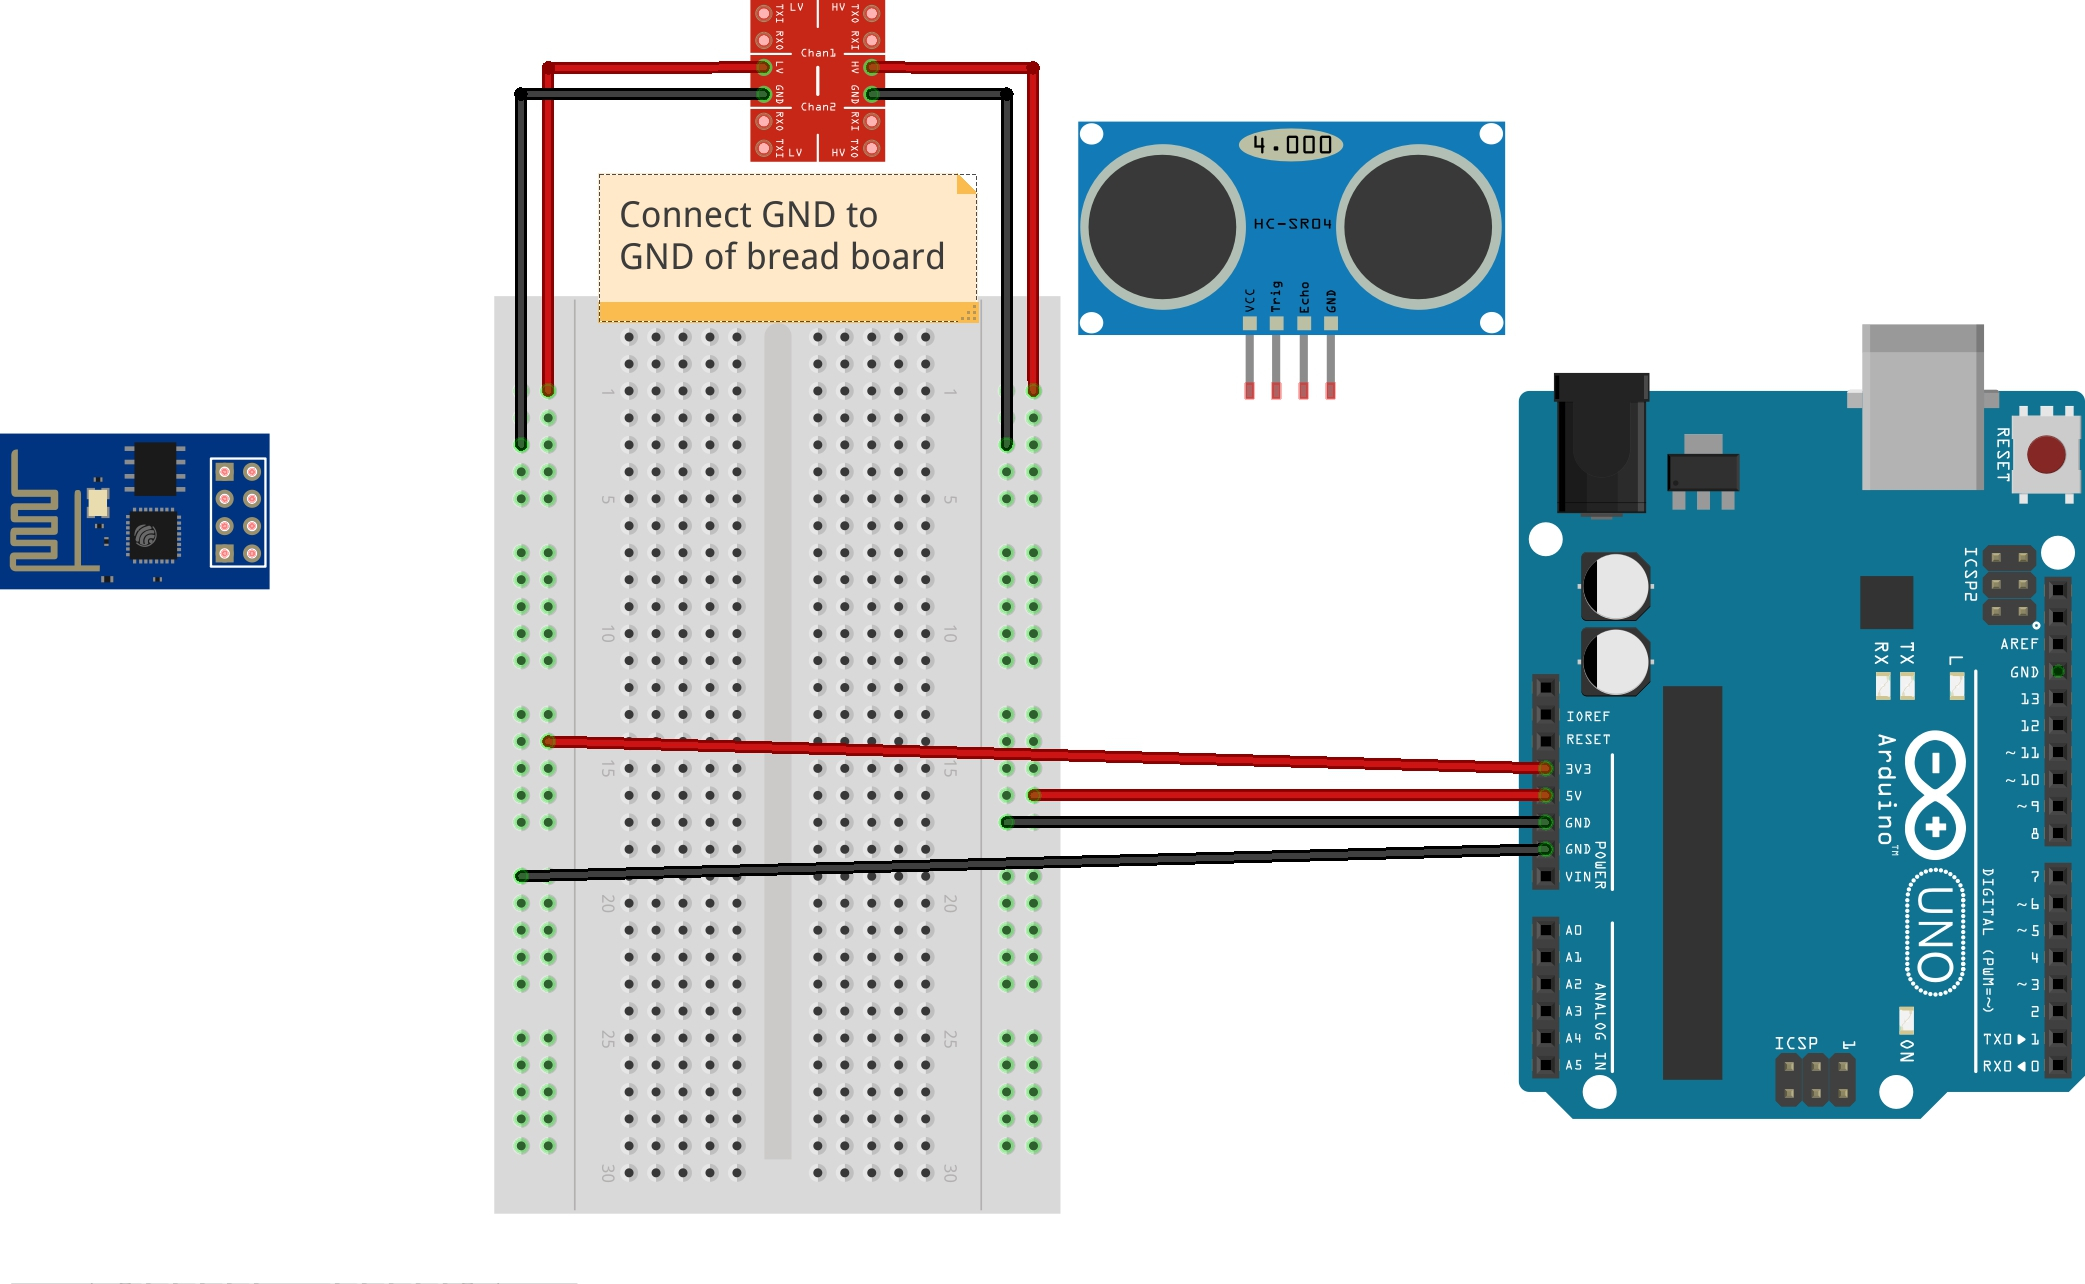 LV HV
TXI TXO
RXO RXI
Chan1
LV HV
GND GND
Chan2
RXO RXI
TXI TXO
LV HV
Connect GND to
GND of bread board
4.000
HC-SR04
VCC Trig Echo GND
1 1
5 5
10 10
15 15
20 20
25 25
30 30
RESET
ICSP2
AREF
GND
13
12
~11
~10
~9
8
7
~6
~5
4
~3
2
TXO▶1
RXO◀0
RX TX L
IOREF
RESET
3V3
5V
GND
GND
VIN
POWER
A0
A1
A2
A3
A4
A5
ANALOG IN
Arduino™
UNO
DIGITAL (PWM=~)
ICSP 1
ON